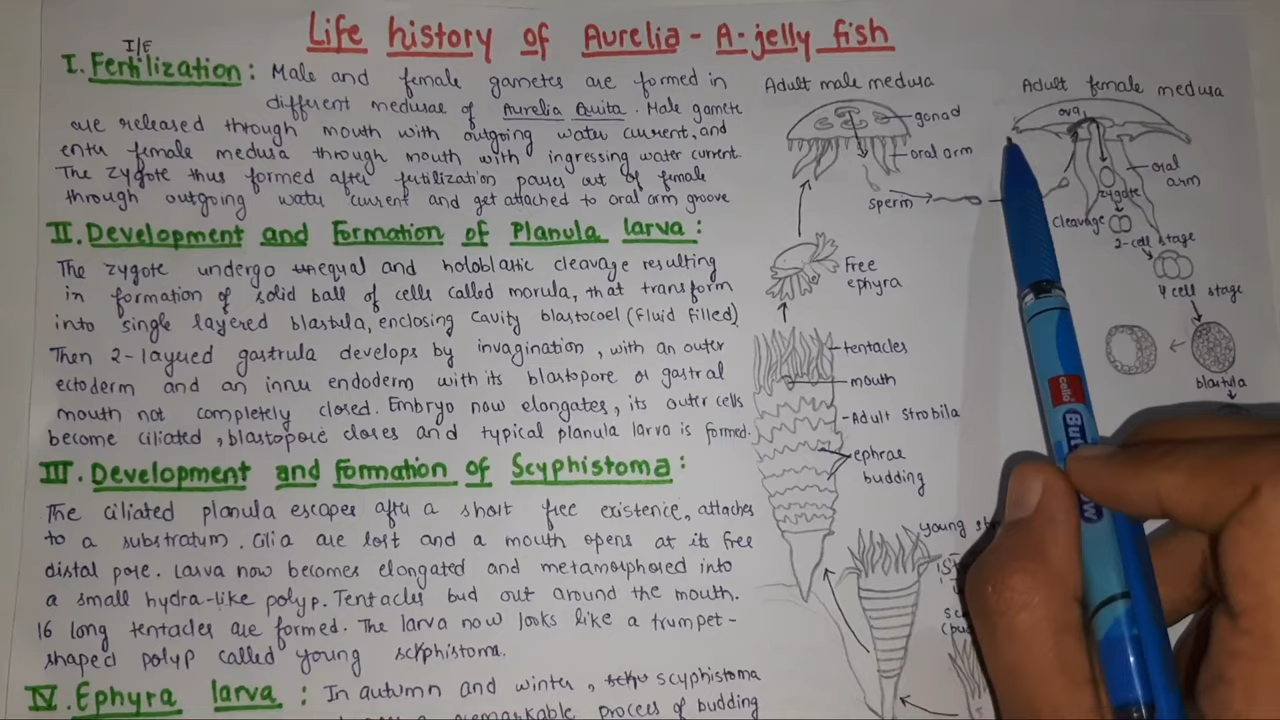 Life history of Aurelia - A-jelly fish
I/E
I. Fertilization : Male and female gametes are formed in
different medusae of Aurelia Aurita. Male gamete
are released through mouth with outgoing water current, and
enter female medusa through mouth with ingressing water current.
The zygote thus formed after fertilization passes out of female
through outgoing water current and get attached to oral arm groove
II. Development and Formation of Planula larva :
The zygote undergo unequal and holoblatic cleavage resulting
in formation of solid ball of cells called morula, that transform
into single layered blastula, enclosing cavity blastocoel (Fluid Filled)
Then 2-layered gastrula develops by invagination, with an outer
ectoderm and an inner endoderm with its blastopore or gastral
mouth not completely closed. Embryo now elongates, its outer cells
become ciliated, blastopore closes and typical planula larva is formed.
III. Development and Formation of Scyphistoma :
The ciliated planula escapes after a short free existence, attaches
to a substratum. Cilia are lost and a mouth opens at its free
distal pole. Larva now becomes elongated and metamorphored into
a small hydra-like polyp. Tentacles bud out around the mouth.
16 long tentacles are formed. The larva now looks like a trumpet-
shaped polyp called young scyphistoma.
IV. Ephyra larva : In autumn and winter, scyphistoma
a remarkable process of budding
Adult male medusa
gonad
oral arm
sperm
Free
ephyra
tentacles
mouth
Adult Strobila
ephrae
budding
young
Adult female medusa
ova
oral
arm
zygote
cleavage
2-cell stage
4 cell stage
blastula
cello